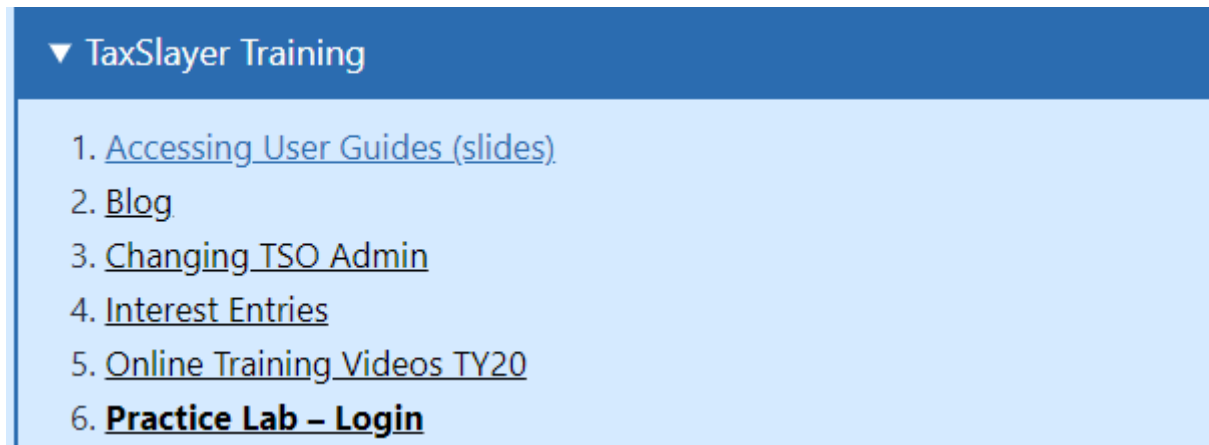 ▼ TaxSlayer Training
1. Accessing User Guides (slides)
2. Blog
3. Changing TSO Admin
4. Interest Entries
5. Online Training Videos TY20
6. Practice Lab – Login